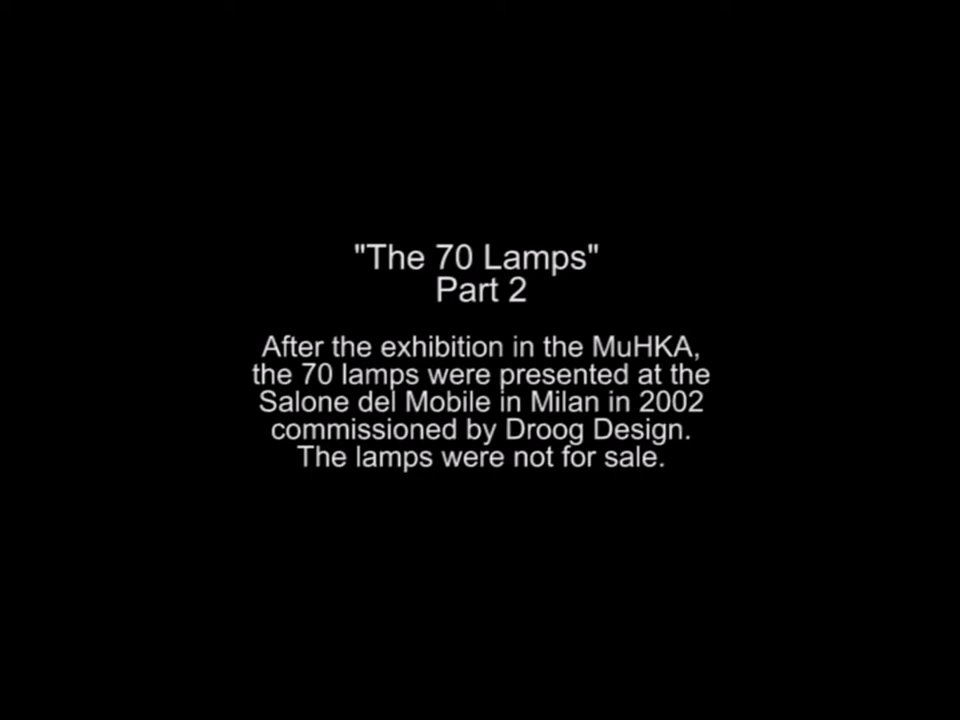 "The 70 Lamps"
Part 2
After the exhibition in the MuHKA,
the 70 lamps were presented at the
Salone del Mobile in Milan in 2002
commissioned by Droog Design.
The lamps were not for sale.